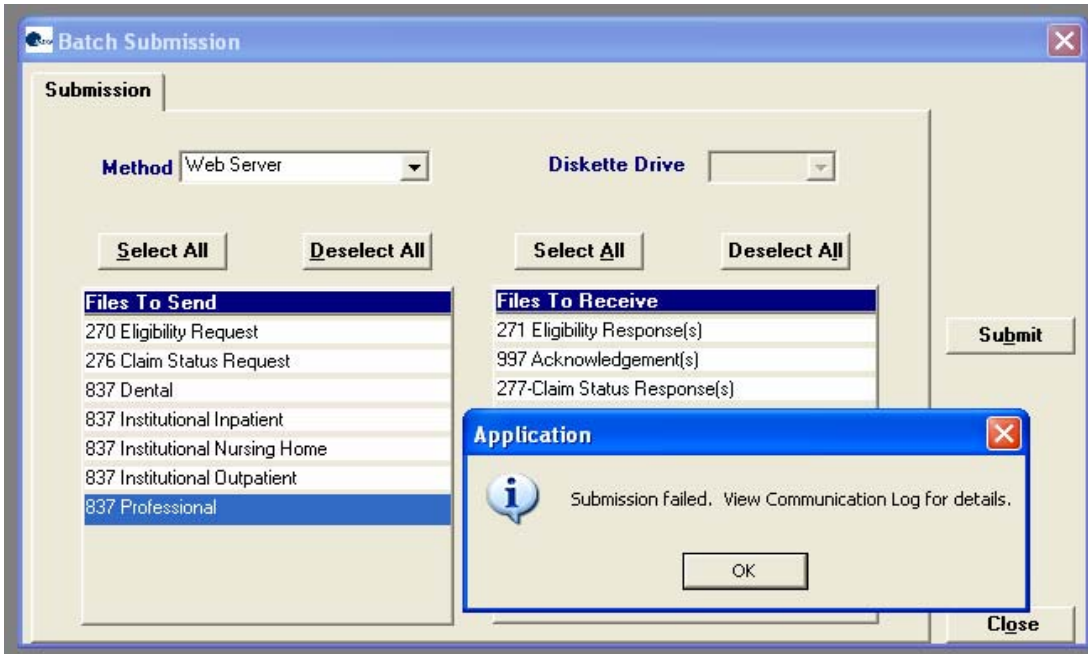 Batch Submission
Submission
Method Web Server Diskette Drive
Select All Deselect All Select All Deselect All
Files To Send
270 Eligibility Request
276 Claim Status Request
837 Dental
837 Institutional Inpatient
837 Institutional Nursing Home
837 Institutional Outpatient
837 Professional
Files To Receive
271 Eligibility Response(s)
997 Acknowledgement(s)
277-Claim Status Response(s)
Submit
Application
Submission failed. View Communication Log for details.
OK
Close